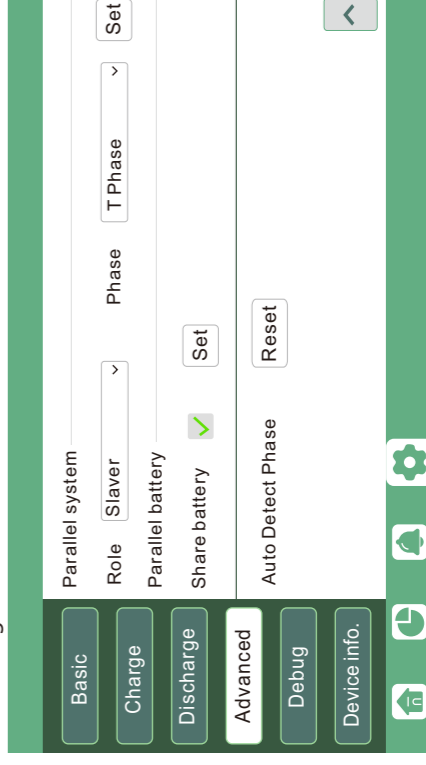 Basic
Charge
Discharge
Advanced
Debug
Device info.
Parallel system
Role Slaver Phase T Phase Set
Parallel battery
Share battery Set
Auto Detect Phase Reset